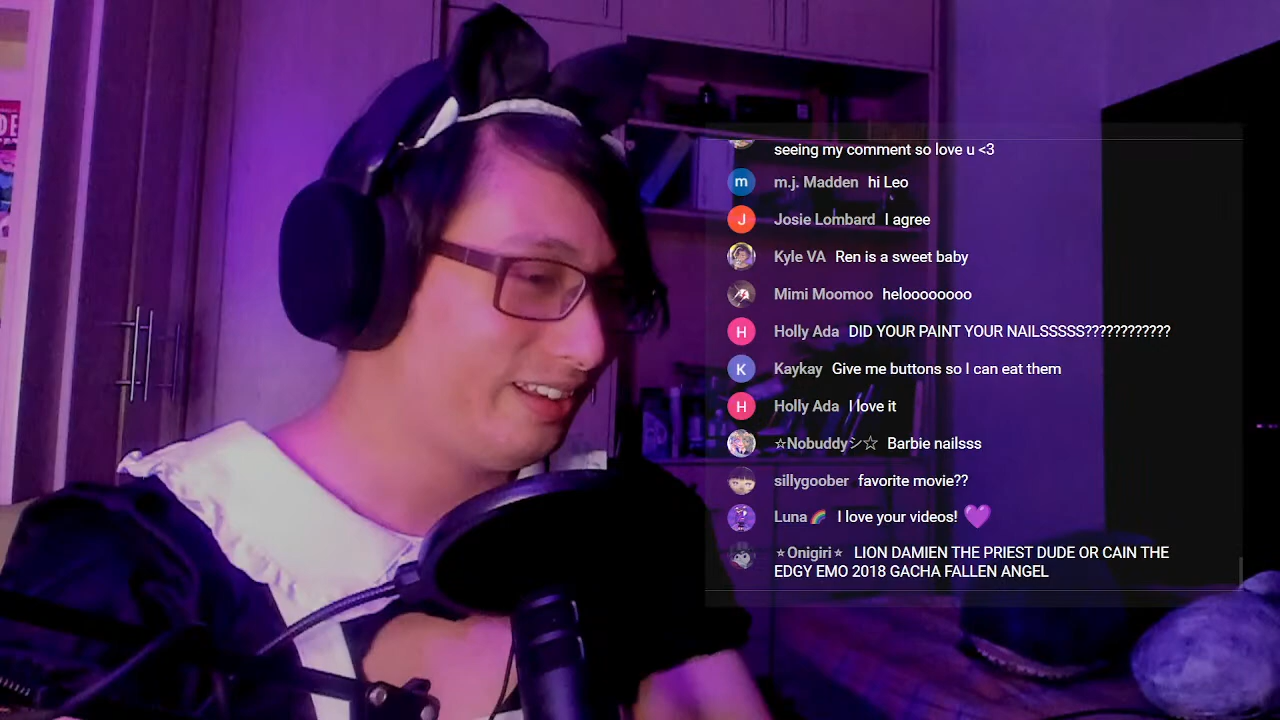 DE
seeing my comment so love u <3
m m.j. Madden hi Leo
J Josie Lombard I agree
Kyle VA Ren is a sweet baby
Mimi Moomoo heloooooooo
H Holly Ada DID YOUR PAINT YOUR NAILSSSSS????????????
K Kaykay Give me buttons so I can eat them
H Holly Ada I love it
☆Nobuddyシ☆ Barbie nailsss
sillygoober favorite movie??
Luna🌈 I love your videos! 💜
⭑Onigiri⭑ LION DAMIEN THE PRIEST DUDE OR CAIN THE
EDGY EMO 2018 GACHA FALLEN ANGEL